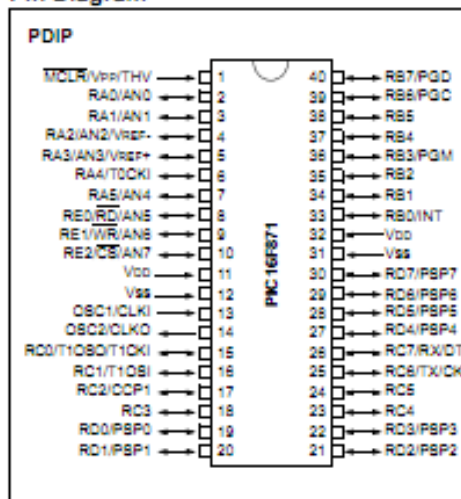 PDIP
MCLR/VPP/THV 1 40 RB7/PGD
RA0/AN0 2 39 RB6/PGC
RA1/AN1 3 38 RB5
RA2/AN2/VREF- 4 37 RB4
RA3/AN3/VREF+ 5 36 RB3/PGM
RA4/T0CKI 6 35 RB2
RA5/AN4 7 34 RB1
RE0/RD/AN5 8 33 RB0/INT
RE1/WR/AN6 9 32 VDD
RE2/CS/AN7 10 31 VSS
VDD 11 30 RD7/PSP7
VSS 12 29 RD6/PSP6
OSC1/CLKI 13 28 RD5/PSP5
OSC2/CLKO 14 27 RD4/PSP4
RC0/T1OSO/T1CKI 15 26 RC7/RX/DT
RC1/T1OSI 16 25 RC6/TX/CK
RC2/CCP1 17 24 RC5
RC3 18 23 RC4
RD0/PSP0 19 22 RD3/PSP3
RD1/PSP1 20 21 RD2/PSP2
PIC16F871